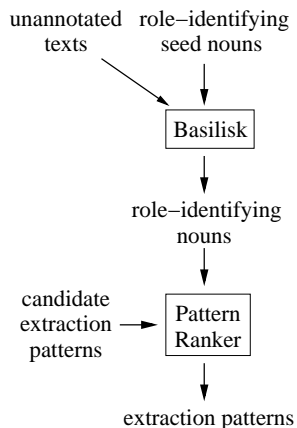 unannotated
texts
role−identifying
seed nouns
Basilisk
role−identifying
nouns
candidate
extraction
patterns
Pattern
Ranker
extraction patterns